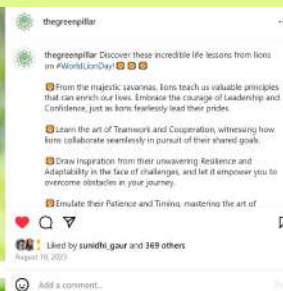 thegreenpillar
thegreenpillar Discover these incredible life lessons from lions
on #WorldLionDay!🦁🦁🦁
🦁From the majestic savannas, lions teach us valuable principles
that can enrich our lives. Embrace the courage of Leadership and
Confidence, just as lions fearlessly lead their prides.
🦁Learn the art of Teamwork and Cooperation, witnessing how
lions collaborate seamlessly in pursuit of their shared goals.
🦁Draw inspiration from their unwavering Resilience and
Adaptability in the face of challenges, and let it empower you to
overcome obstacles in your journey.
🦁Emulate their Patience and Timing, mastering the art of
Liked by sunidhi_gaur and 369 others
August 10, 2023
Add a comment...